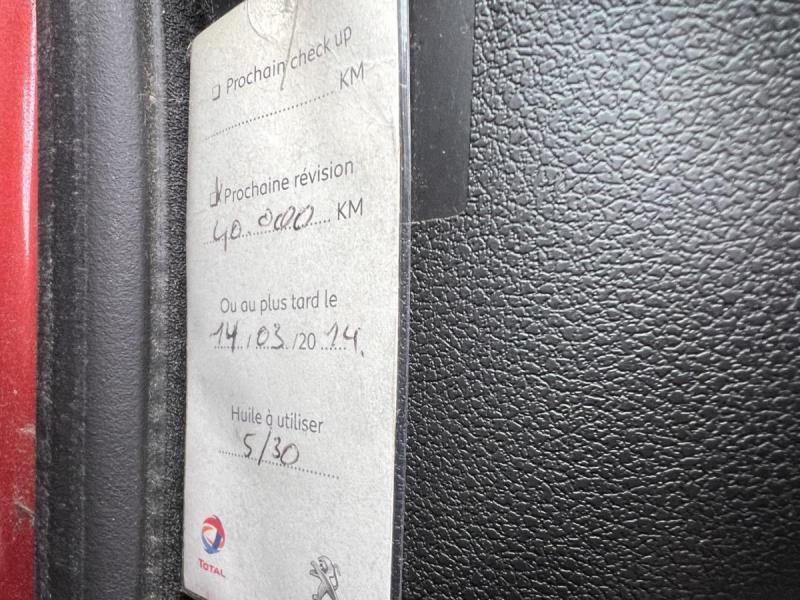 Prochain check up
KM
Prochaine révision
40.000 KM
Ou au plus tard le
14/03/2014.
Huile à utiliser
5/30
TOTAL